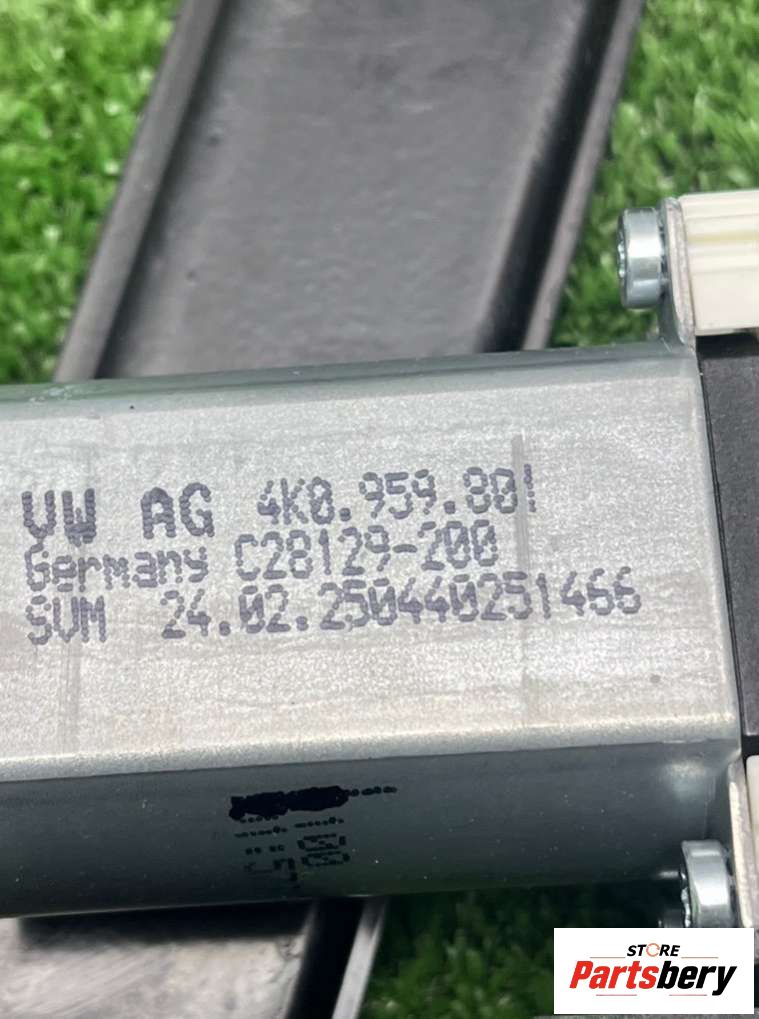 VW AG 4K0.959.801
Germany C28129-200
SVM 24.02.250440251466
STORE
Partsbery